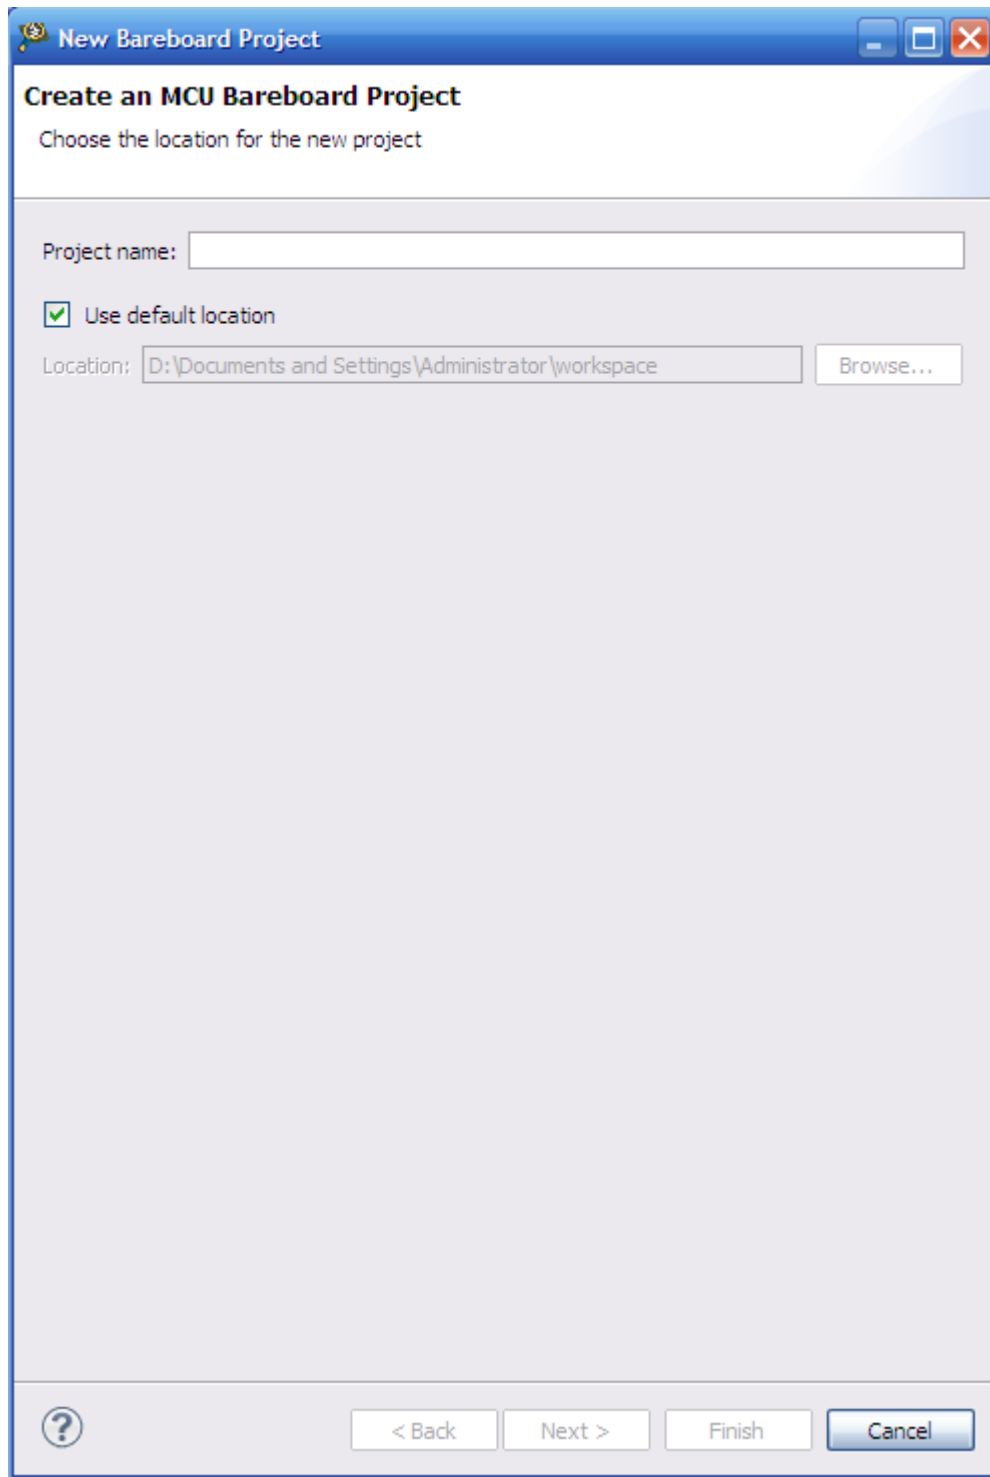 New Bareboard Project
Create an MCU Bareboard Project
Choose the location for the new project
Project name:
Use default location
Location: D:\Documents and Settings\Administrator\workspace Browse...
? < Back Next > Finish Cancel